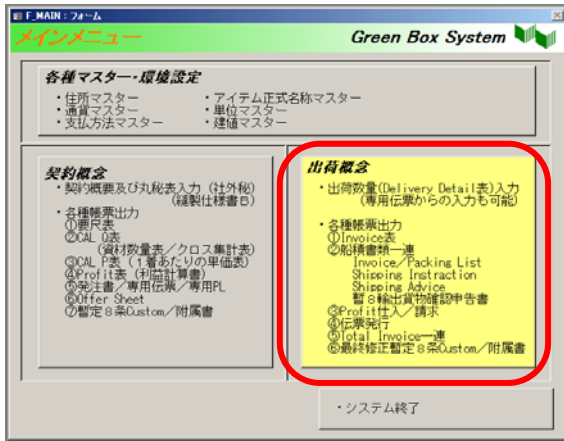 F_MAIN : フォーム
メインメニュー
Green Box System
各種マスター・環境設定
・住所マスター ・アイテム正式名称マスター
・通貨マスター ・単位マスター
・支払方法マスター ・建値マスター
契約概念
・契約概要及び丸秘表入力（社外秘）
（縫製仕様書B）
・各種帳票出力
①要尺表
②CAL Q表
（資材数量表／クロス集計表）
③CAL P表（１着あたりの単価表）
④Profit表（利益計算書）
⑤発注書／専用伝票／専用PL
⑥Offer Sheet
⑦暫定８条Custom／附属書
出荷概念
・出荷数量(Delivery Detail表)入力
（専用伝票からの入力も可能）
・各種帳票出力
①Invoice表
②船積書類一連
Invoice／Packing List
Shipping Instraction
Shipping Advice
暫８輸出貨物確認申告書
③Profit仕入／請求
④伝票発行
⑤Total Invoice一連
⑥最終修正暫定８条Custom／附属書
・システム終了